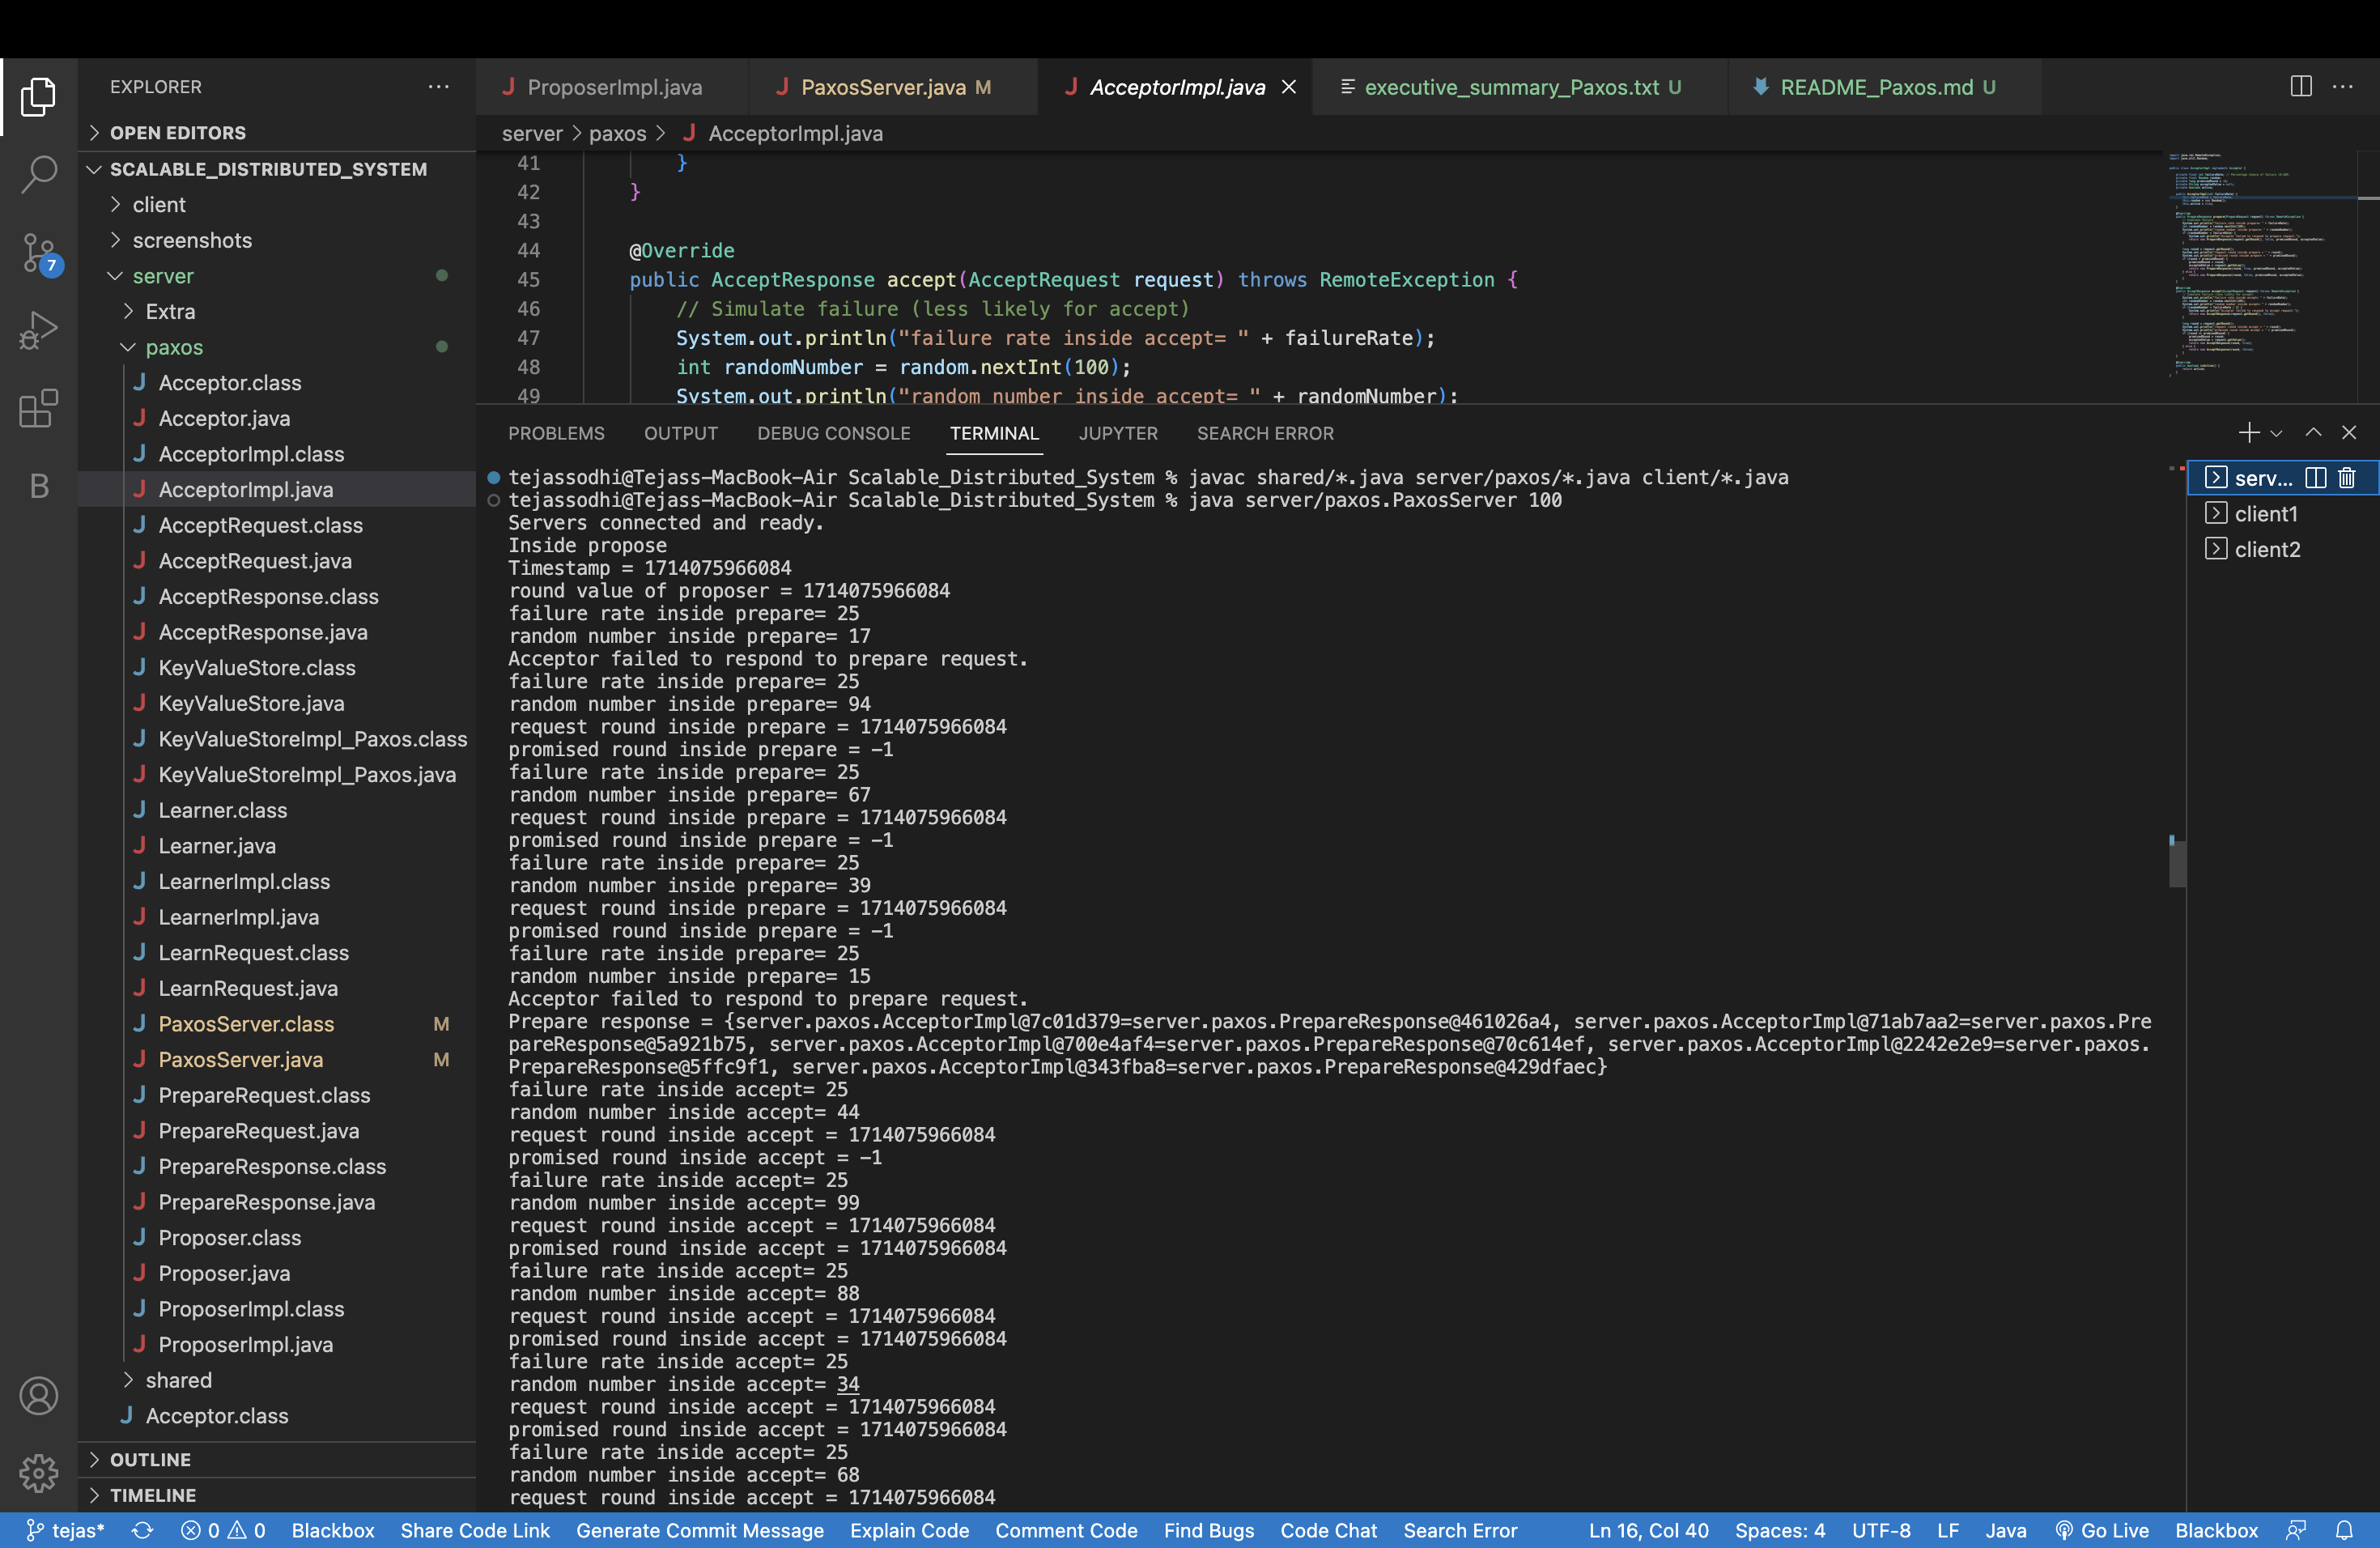 EXPLORER
OPEN EDITORS
SCALABLE_DISTRIBUTED_SYSTEM
client
screenshots
server
Extra
paxos
Acceptor.class
Acceptor.java
AcceptorImpl.class
AcceptorImpl.java
AcceptRequest.class
AcceptRequest.java
AcceptResponse.class
AcceptResponse.java
KeyValueStore.class
KeyValueStore.java
KeyValueStoreImpl_Paxos.class
KeyValueStoreImpl_Paxos.java
Learner.class
Learner.java
LearnerImpl.class
LearnerImpl.java
LearnRequest.class
LearnRequest.java
PaxosServer.class M
PaxosServer.java M
PrepareRequest.class
PrepareRequest.java
PrepareResponse.class
PrepareResponse.java
Proposer.class
Proposer.java
ProposerImpl.class
ProposerImpl.java
shared
Acceptor.class
OUTLINE
TIMELINE
7
B
ProposerImpl.java PaxosServer.java M AcceptorImpl.java executive_summary_Paxos.txt U README_Paxos.md U
server > paxos > AcceptorImpl.java
41 }
42 }
43
44 @Override
45 public AcceptResponse accept(AcceptRequest request) throws RemoteException {
46 // Simulate failure (less likely for accept)
47 System.out.println("failure rate inside accept= " + failureRate);
48 int randomNumber = random.nextInt(100);
49 System.out.println("random number inside accept= " + randomNumber);
PROBLEMS OUTPUT DEBUG CONSOLE TERMINAL JUPYTER SEARCH ERROR
serv...
client1
client2
tejassodhi@Tejass-MacBook-Air Scalable_Distributed_System % javac shared/*.java server/paxos/*.java client/*.java
tejassodhi@Tejass-MacBook-Air Scalable_Distributed_System % java server/paxos.PaxosServer 100
Servers connected and ready.
Inside propose
Timestamp = 1714075966084
round value of proposer = 1714075966084
failure rate inside prepare= 25
random number inside prepare= 17
Acceptor failed to respond to prepare request.
failure rate inside prepare= 25
random number inside prepare= 94
request round inside prepare = 1714075966084
promised round inside prepare = -1
failure rate inside prepare= 25
random number inside prepare= 67
request round inside prepare = 1714075966084
promised round inside prepare = -1
failure rate inside prepare= 25
random number inside prepare= 39
request round inside prepare = 1714075966084
promised round inside prepare = -1
failure rate inside prepare= 25
random number inside prepare= 15
Acceptor failed to respond to prepare request.
Prepare response = {server.paxos.AcceptorImpl@7c01d379=server.paxos.PrepareResponse@461026a4, server.paxos.AcceptorImpl@71ab7aa2=server.paxos.Pre
pareResponse@5a921b75, server.paxos.AcceptorImpl@700e4af4=server.paxos.PrepareResponse@70c614ef, server.paxos.AcceptorImpl@2242e2e9=server.paxos.
PrepareResponse@5ffc9f1, server.paxos.AcceptorImpl@343fba8=server.paxos.PrepareResponse@429dfaec}
failure rate inside accept= 25
random number inside accept= 44
request round inside accept = 1714075966084
promised round inside accept = -1
failure rate inside accept= 25
random number inside accept= 99
request round inside accept = 1714075966084
promised round inside accept = 1714075966084
failure rate inside accept= 25
random number inside accept= 88
request round inside accept = 1714075966084
promised round inside accept = 1714075966084
failure rate inside accept= 25
random number inside accept= 34
request round inside accept = 1714075966084
promised round inside accept = 1714075966084
failure rate inside accept= 25
random number inside accept= 68
request round inside accept = 1714075966084
tejas* 0 0 Blackbox Share Code Link Generate Commit Message Explain Code Comment Code Find Bugs Code Chat Search Error Ln 16, Col 40 Spaces: 4 UTF-8 LF Java Go Live Blackbox